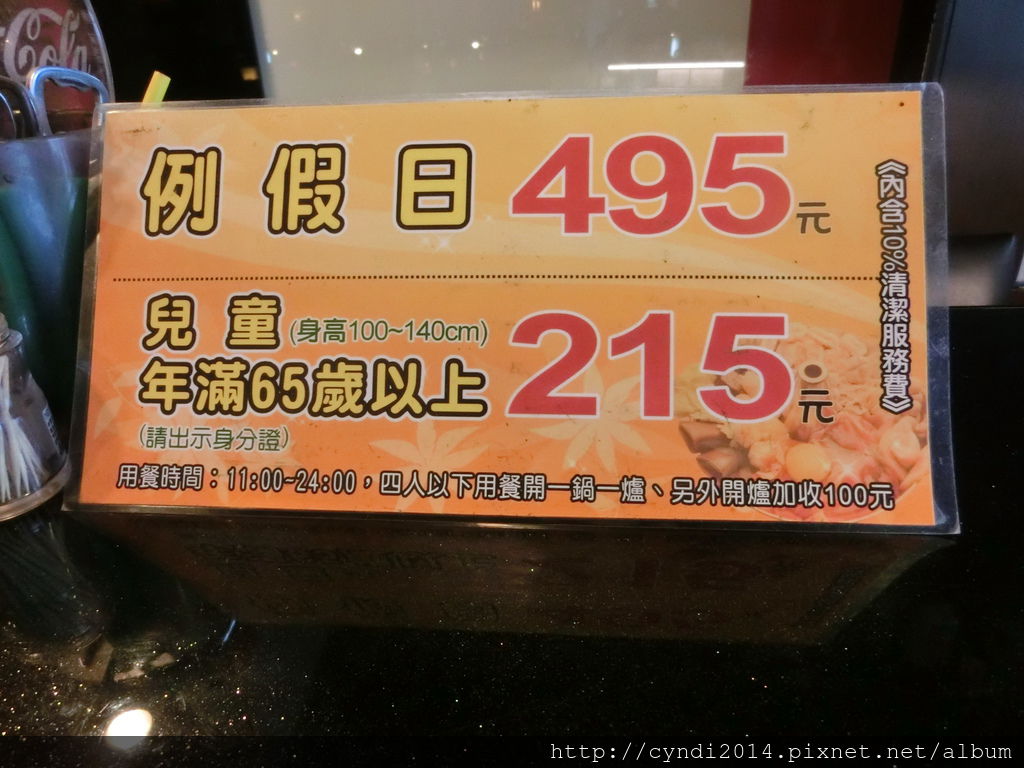 Cola
例 假 日 495元
兒 童 (身高100~140cm)
年滿65歲以上 215元
(請出示身分證)
用餐時間：11:00~24:00，四人以下用餐開一鍋一爐、另外開爐加收100元
《內含10%清潔服務費》
http://cyndi2014.pixnet.net/album